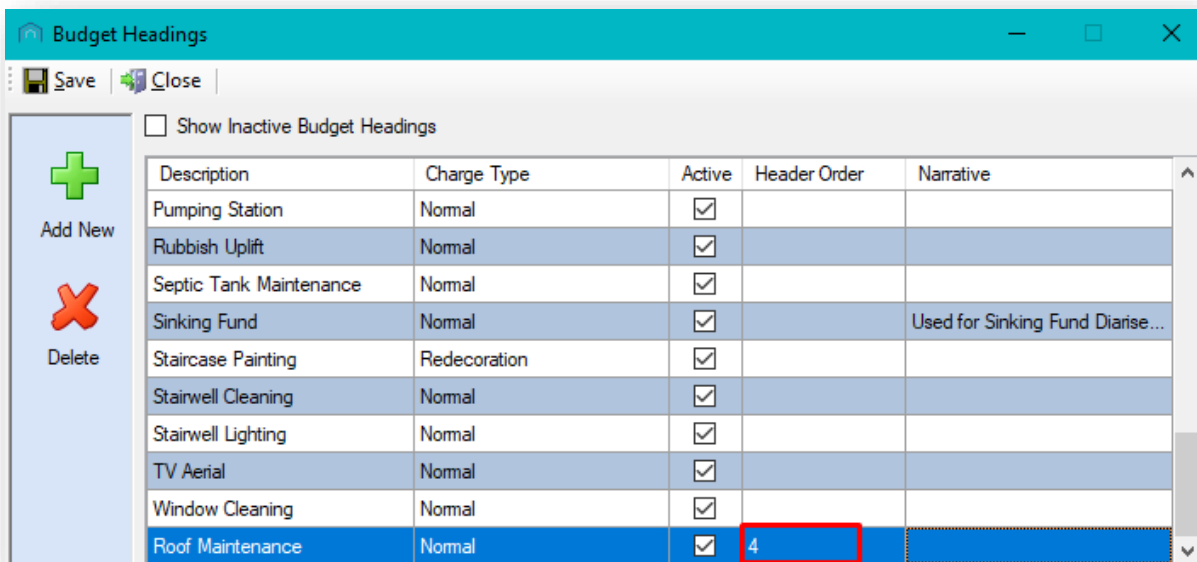 Budget Headings
Save Close
Show Inactive Budget Headings
Add New
Delete
Description Charge Type Active Header Order Narrative
Pumping Station Normal
Rubbish Uplift Normal
Septic Tank Maintenance Normal
Sinking Fund Normal Used for Sinking Fund Diarise...
Staircase Painting Redecoration
Stairwell Cleaning Normal
Stairwell Lighting Normal
TV Aerial Normal
Window Cleaning Normal
Roof Maintenance Normal 4